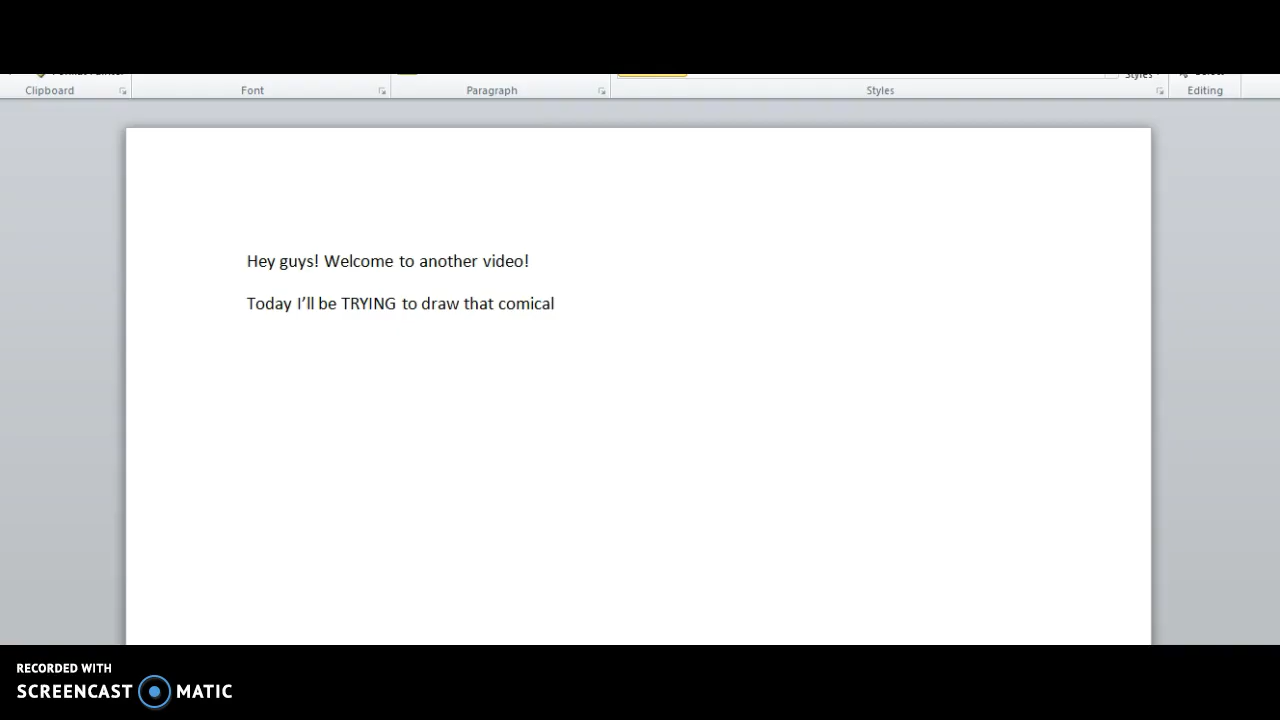 Clipboard Font Paragraph Styles Editing
Hey guys! Welcome to another video!
Today I’ll be TRYING to draw that comical
RECORDED WITH
SCREENCAST MATIC